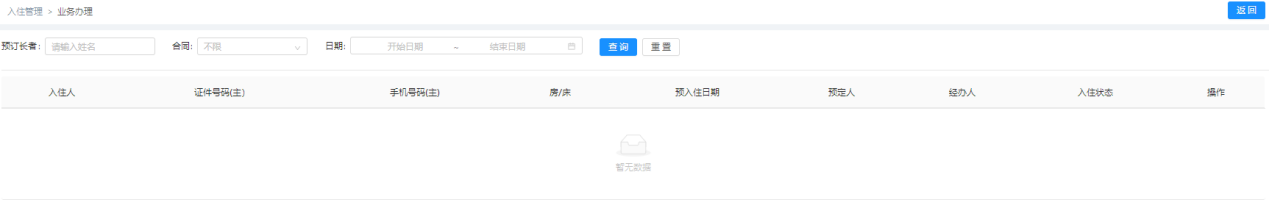 入住管理 > 业务办理 返回
预订长者: 请输入姓名 合同: 不限 日期: 开始日期 ~ 结束日期 查询 重置
入住人 证件号码(主) 手机号码(主) 房/床 预入住日期 预定人 经办人 入住状态 操作
暂无数据